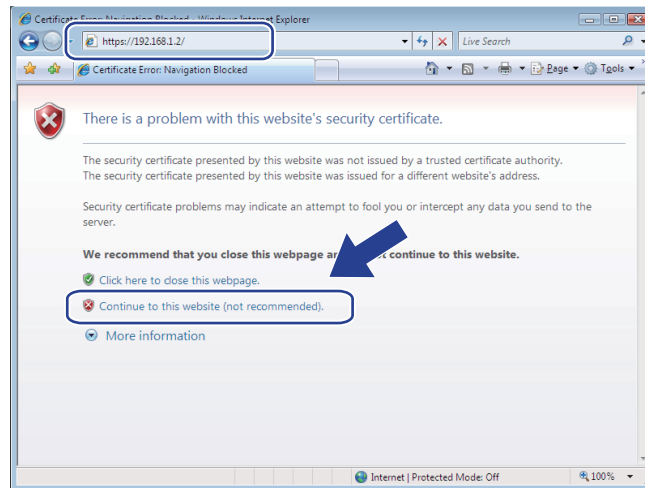 Certificate Error: Navigation Blocked - Windows Internet Explorer
https://192.168.1.2/
Live Search
Certificate Error: Navigation Blocked
Page
Tools
There is a problem with this website's security certificate.
The security certificate presented by this website was not issued by a trusted certificate authority.
The security certificate presented by this website was issued for a different website's address.
Security certificate problems may indicate an attempt to fool you or intercept any data you send to the
server.
We recommend that you close this webpage continue to this website.
Click here to close this webpage.
Continue to this website (not recommended).
More information
Internet | Protected Mode: Off
100%